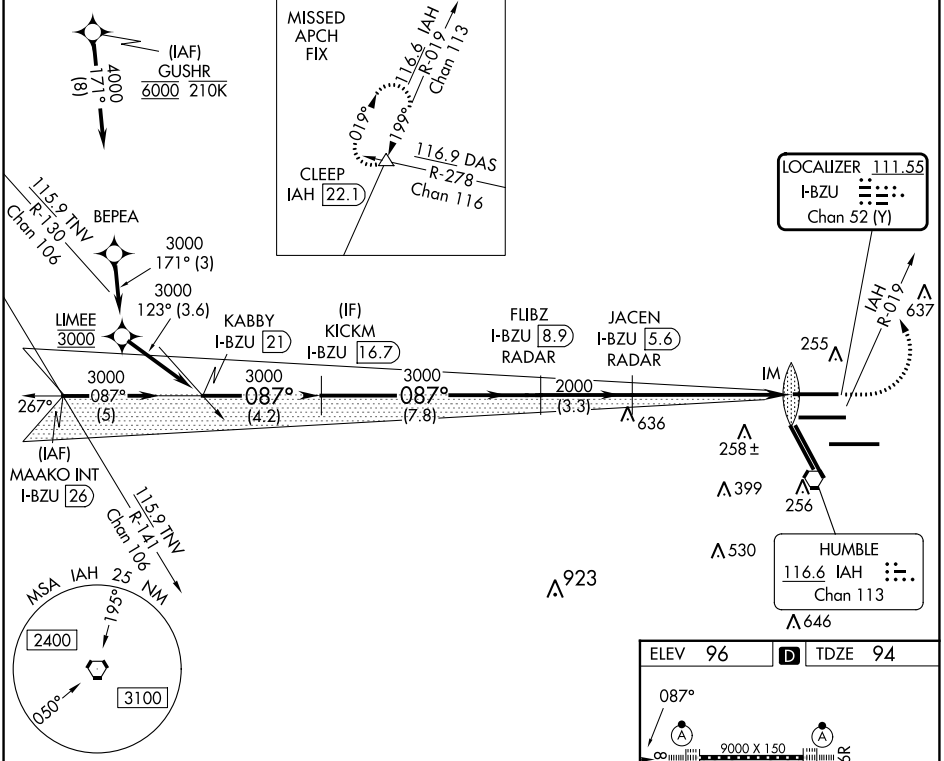 (IAF)
GUSHR
6000 210K
4000
171°
(8)
MISSED
APCH
FIX
116.6 IAH
R-019
Chan 113
019°
199°
CLEEP
IAH 22.1
116.9 DAS
R-278
Chan 116
LOCALIZER 111.55
I-BZU
Chan 52 (Y)
115.9 TNV
R-130
Chan 106
BEPEA
3000
171° (3)
3000
123° (3.6)
LIMEE
3000
KABBY
I-BZU 21
(IF)
KICKM
I-BZU 16.7
FLIBZ
I-BZU 8.9
RADAR
JACEN
I-BZU 5.6
RADAR
IAH
R-019
637
255
IM
267°
3000
087°
(5)
3000
087°
(4.2)
3000
087°
(7.8)
2000
(3.3)
636
258±
399
256
530
923
646
(IAF)
MAAKO INT
I-BZU 26
115.9 TNV
R-141
Chan 106
HUMBLE
116.6 IAH
Chan 113
MSA IAH 25 NM
195°
2400
050°
3100
ELEV 96
D
TDZE 94
087°
A
A
8
9000 X 150